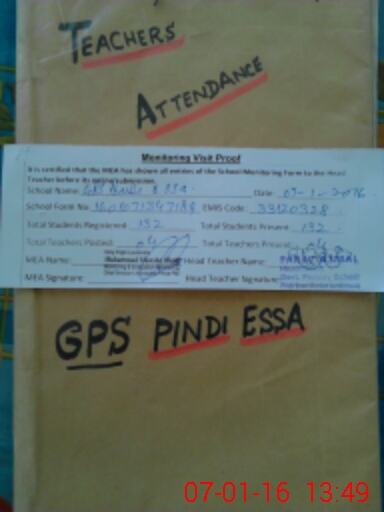 TEACHERS
ATTENDANCE
Monitoring Visit Proof
It is certified that the MEA has shown all entries of the School Monitoring Form to the Head
Teacher before its submission.
School Name: GPS PINDI ESSA Date: 07-1-2016
School Form No: EMIS Code: 33120328
Total Students Registered: 132 Total Students Present: 132
Total Teachers Posted: 04 Total Teachers Present: 04
MEA Name: Head Teacher Name:
MEA Signature: Head Teacher Signature:
GPS PINDI ESSA
07-01-16 13:49